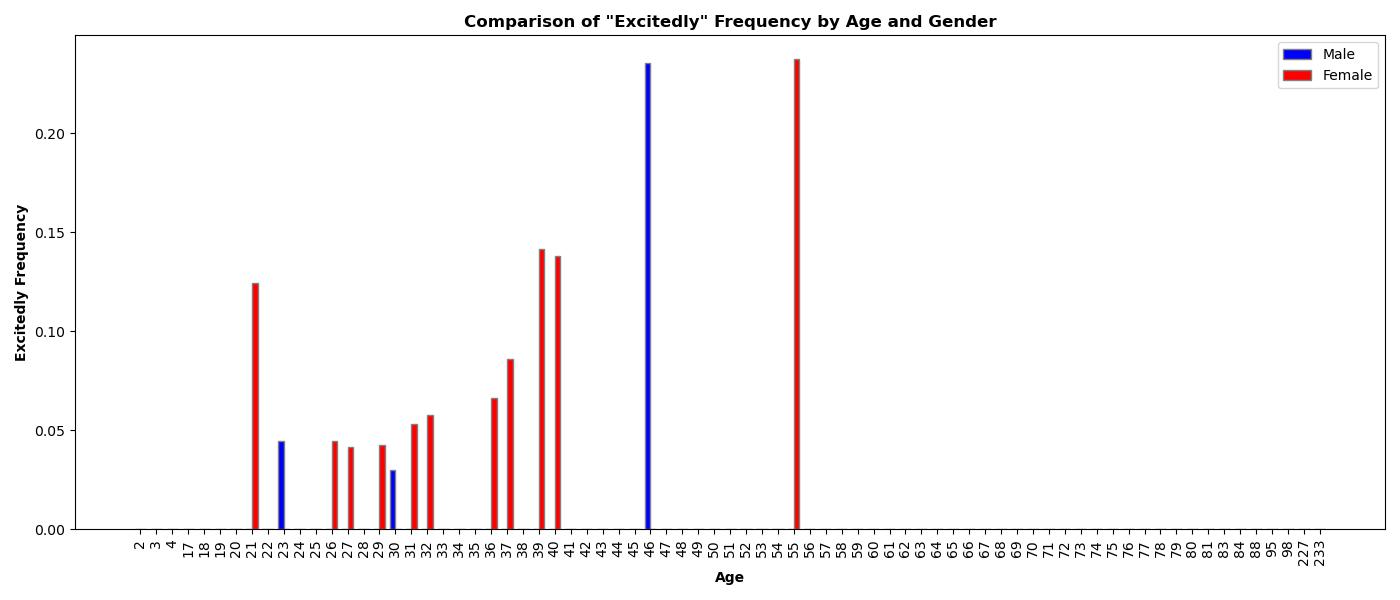 Comparison of "Excitedly" Frequency by Age and Gender
Male
Female
Excitedly Frequency
0.20
0.15
0.10
0.05
0.00
2 3 4 17 18 19 20 21 22 23 24 25 26 27 28 29 30 31 32 33 34 35 36 37 38 39 40 41 42 43 44 45 46 47 48 49 50 51 52 53 54 55 56 57 58 59 60 61 62 63 64 65 66 67 68 69 70 71 72 73 74 75 76 77 78 79 80 81 83 84 88 95 98 227 233
Age